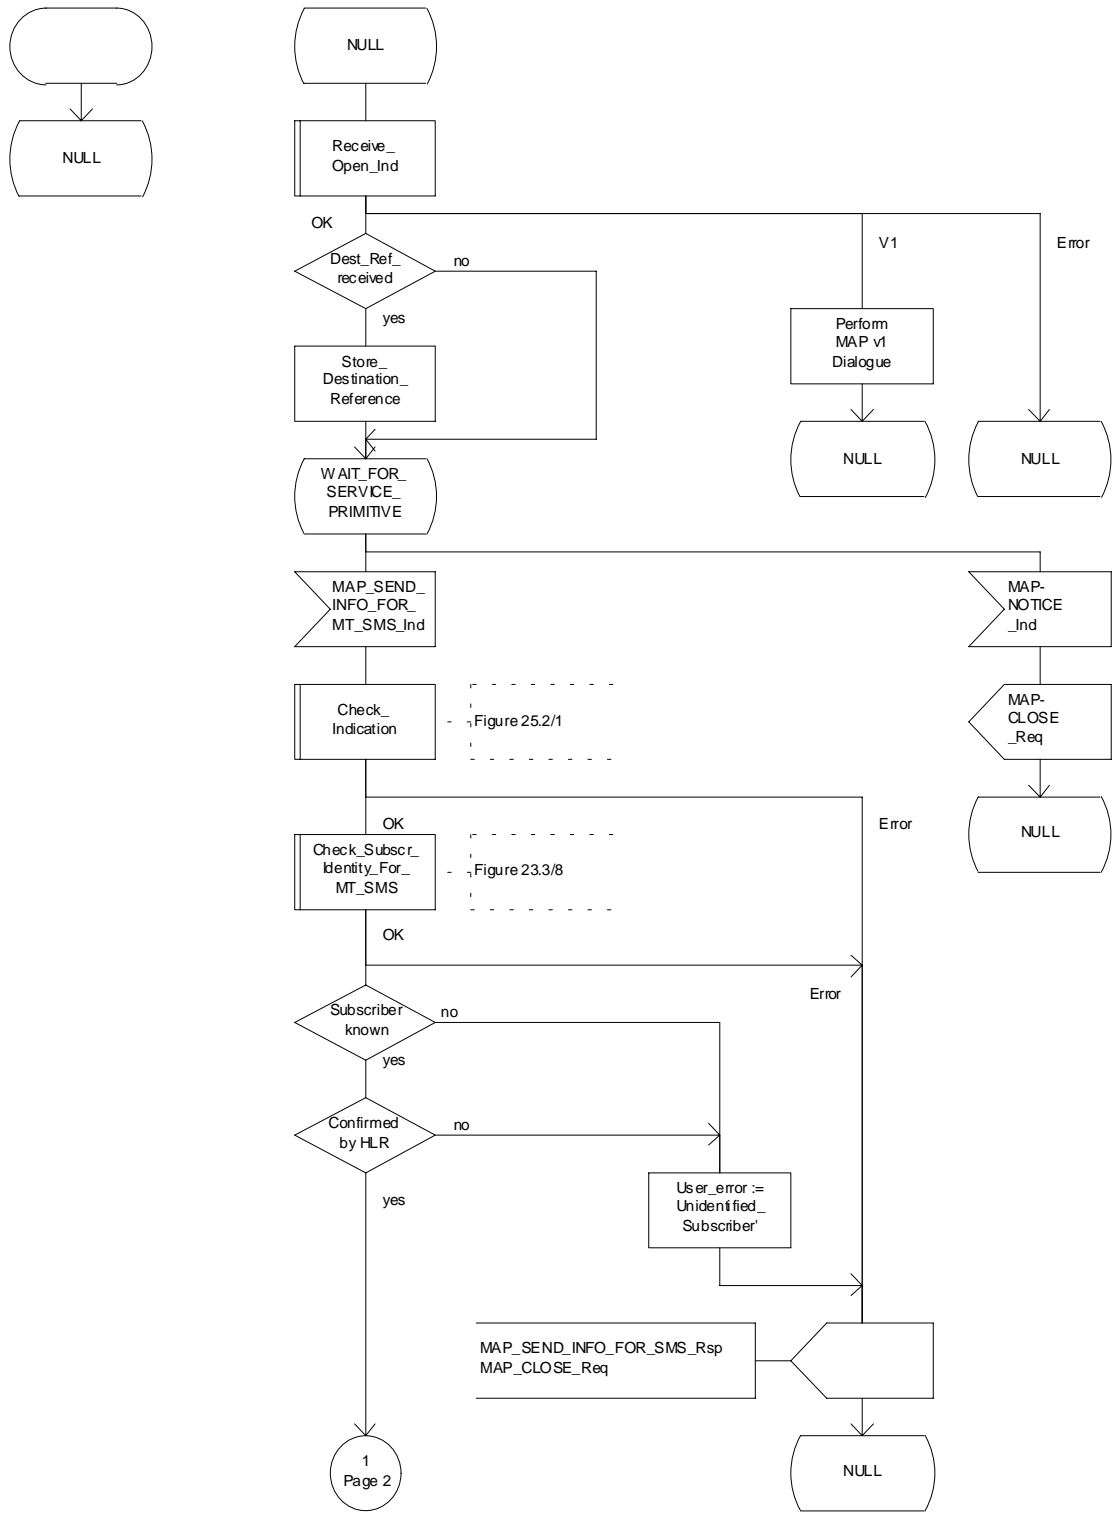 NULL
NULL
Receive_
Open_Ind
OK
V1
Error
Dest_Ref_
received
no
yes
Perform
MAP v1
Dialogue
Store_
Destination_
Reference
NULL
NULL
WAIT_FOR_
SERVICE_
PRIMITIVE
MAP_SEND_
INFO_FOR_
MT_SMS_Ind
MAP-
NOTICE
_Ind
Check_
Indication
Figure 25.2/1
MAP-
CLOSE
_Req
OK
Error
NULL
Check_Subscr_
Identity_For_
MT_SMS
Figure 23.3/8
OK
Error
Subscriber
known
no
yes
Confirmed
by HLR
no
yes
User_error :=
Unidentified_
Subscriber'
MAP_SEND_INFO_FOR_SMS_Rsp
MAP_CLOSE_Req
1
Page 2
NULL